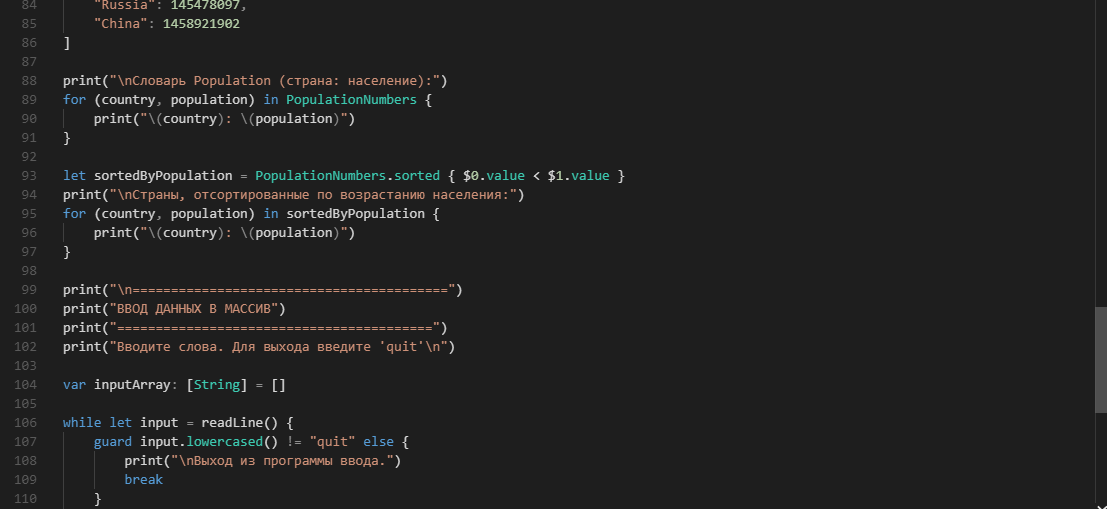 84 "Russia": 145478097,
85 "China": 1458921902
86 ]
87
88 print("\nСловарь Population (страна: население):")
89 for (country, population) in PopulationNumbers {
90 print("\(country): \(population)")
91 }
92
93 let sortedByPopulation = PopulationNumbers.sorted { $0.value < $1.value }
94 print("\nСтраны, отсортированные по возрастанию населения:")
95 for (country, population) in sortedByPopulation {
96 print("\(country): \(population)")
97 }
98
99 print("\n=========================================")
100 print("ВВОД ДАННЫХ В МАССИВ")
101 print("=========================================")
102 print("Вводите слова. Для выхода введите 'quit'\n")
103
104 var inputArray: [String] = []
105
106 while let input = readLine() {
107 guard input.lowercased() != "quit" else {
108 print("\nВыход из программы ввода.")
109 break
110 }